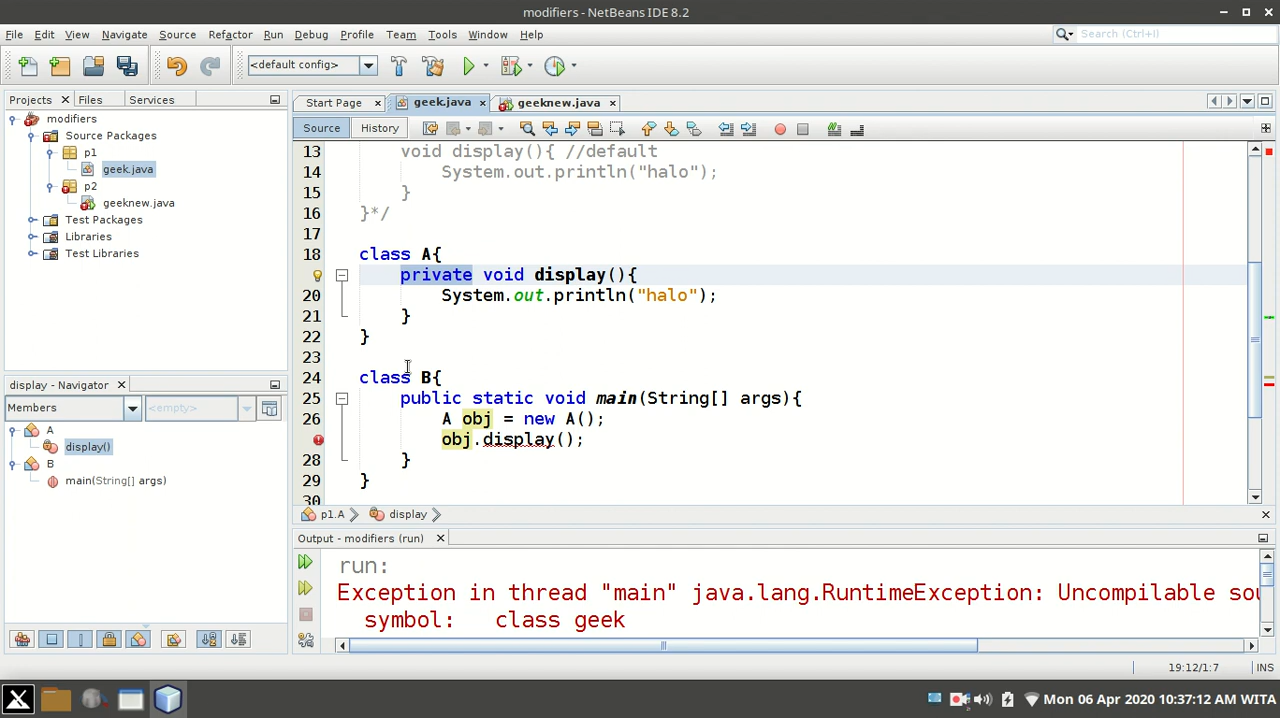 modifiers - NetBeans IDE 8.2
File Edit View Navigate Source Refactor Run Debug Profile Team Tools Window Help
Search (Ctrl+I)
<default config>
Projects Files Services
Start Page geek.java geeknew.java
Source History
modifiers
Source Packages
p1
geek.java
p2
geeknew.java
Test Packages
Libraries
Test Libraries
13 void display(){ //default
14 System.out.println("halo");
15 }
16 }*/
17
18 class A{
private void display(){
20 System.out.println("halo");
21 }
22 }
23
24 class B{
25 public static void main(String[] args){
26 A obj = new A();
obj.display();
28 }
29 }
30
display - Navigator
Members <empty>
A
display()
B
main(String[] args)
p1.A display
Output - modifiers (run)
run:
Exception in thread "main" java.lang.RuntimeException: Uncompilable sou
symbol: class geek
19:12/1:7 INS
Mon 06 Apr 2020 10:37:12 AM WITA